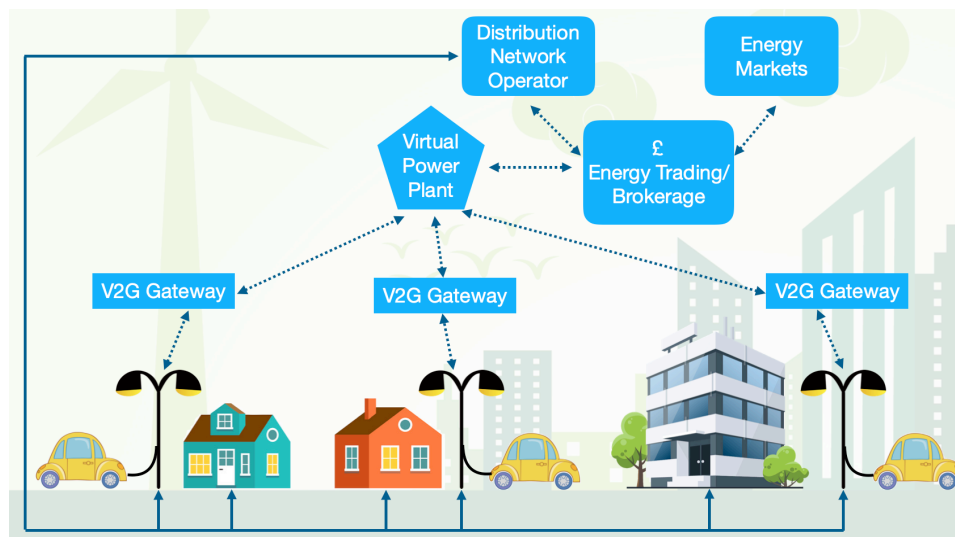 Distribution
Network
Operator
Energy
Markets
Virtual
Power
Plant
£
Energy Trading/
Brokerage
V2G Gateway
V2G Gateway
V2G Gateway